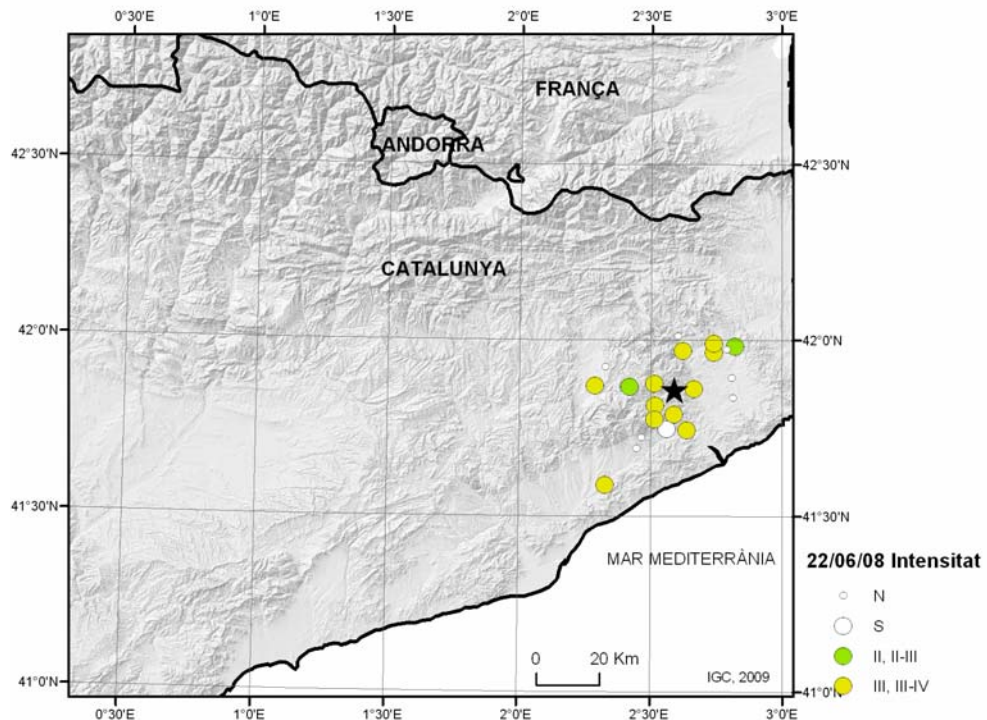 0°30'E 1°0'E 1°30'E 2°0'E 2°30'E 3°0'E
FRANÇA
ANDORRA
42°30'N 42°30'N
CATALUNYA
42°0'N 42°0'N
41°30'N 41°30'N
MAR MEDITERRÀNIA
22/06/08 Intensitat
N
S
II, II-III
III, III-IV
0 20 Km
IGC, 2009
41°0'N 41°0'N
0°30'E 1°0'E 1°30'E 2°0'E 2°30'E 3°0'E